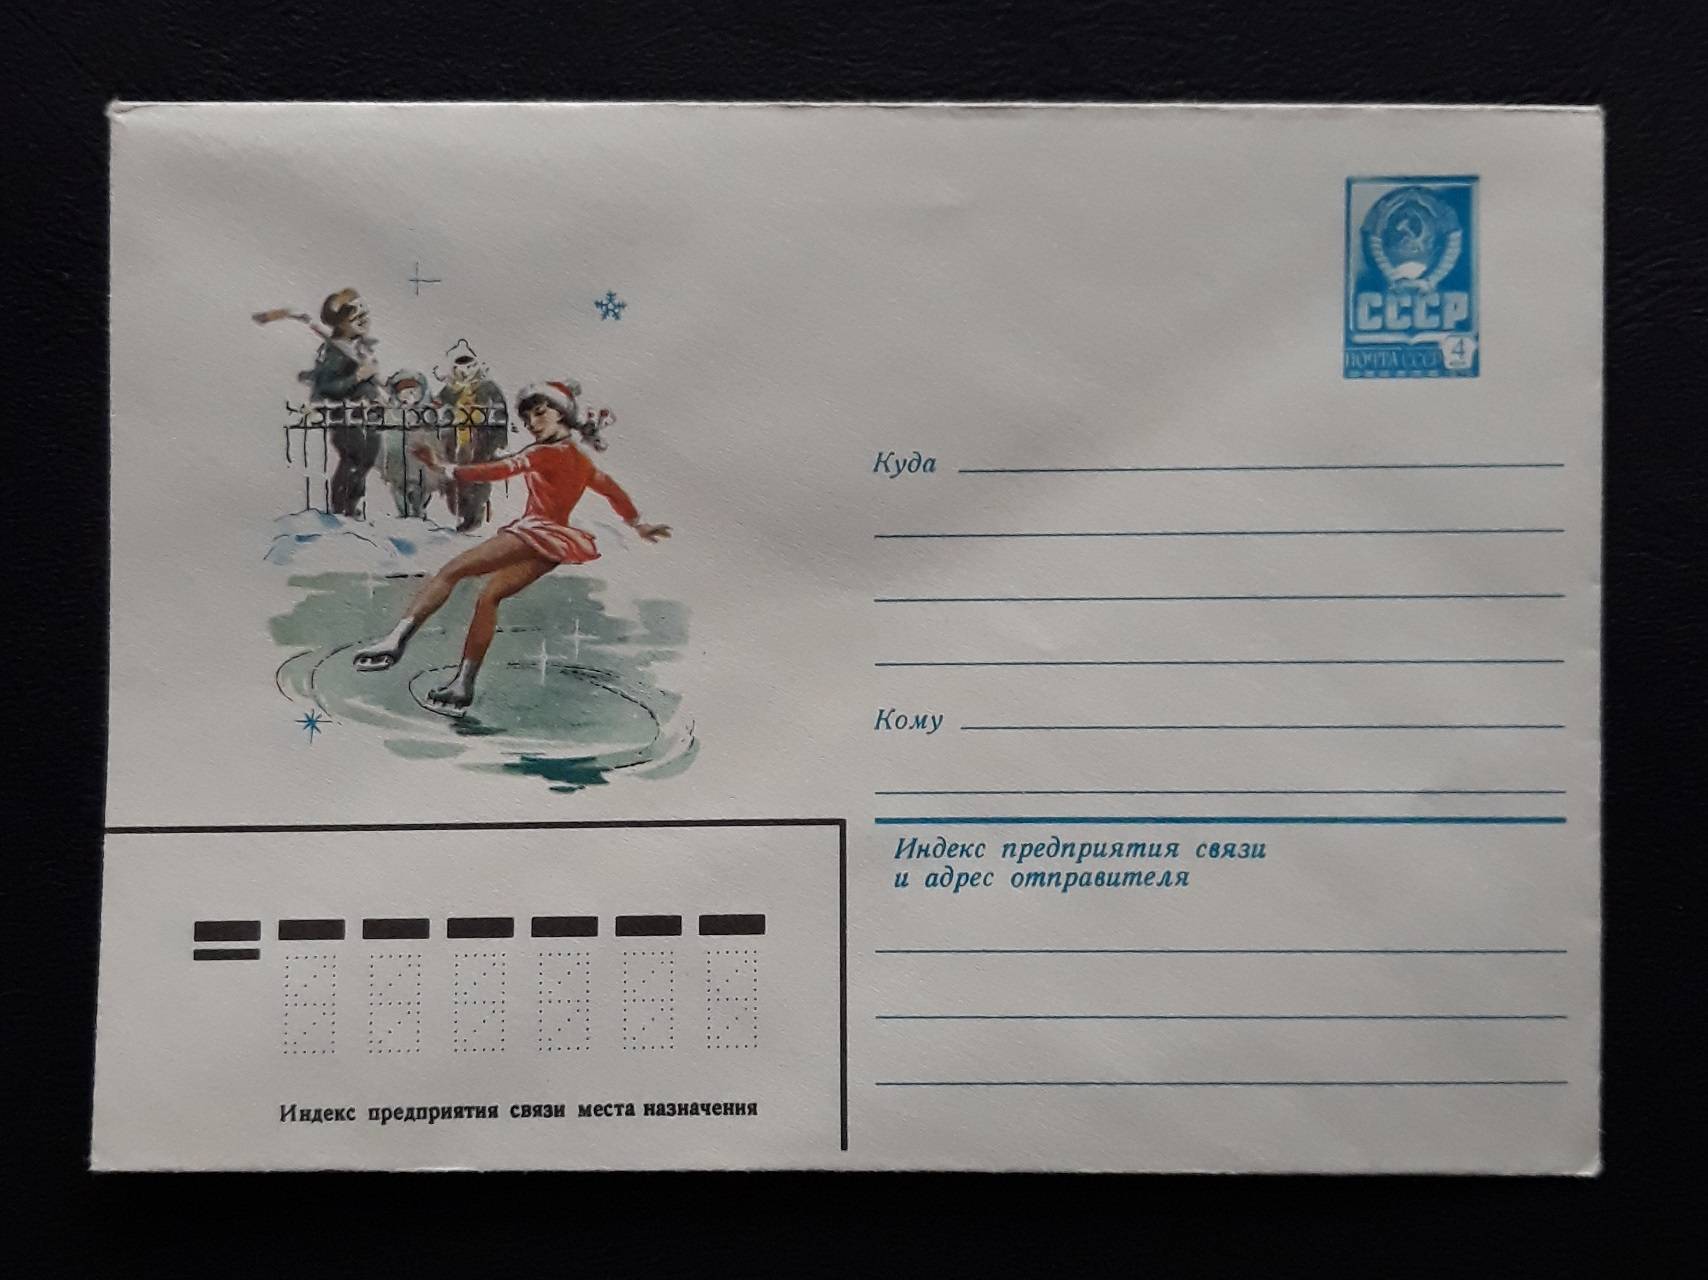 СССР
ПОЧТА СССР 4
Куда
Кому
Индекс предприятия связи
и адрес отправителя
Индекс предприятия связи места назначения